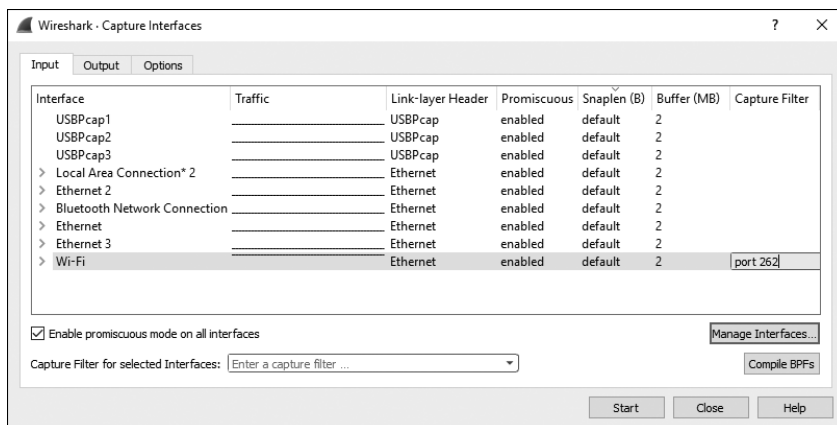 Wireshark · Capture Interfaces
? X
Input Output Options
Interface Traffic Link-layer Header Promiscuous Snaplen (B) Buffer (MB) Capture Filter
USBPcap1 USBPcap enabled default 2
USBPcap2 USBPcap enabled default 2
USBPcap3 USBPcap enabled default 2
Local Area Connection* 2 Ethernet enabled default 2
Ethernet 2 Ethernet enabled default 2
Bluetooth Network Connection Ethernet enabled default 2
Ethernet Ethernet enabled default 2
Ethernet 3 Ethernet enabled default 2
Wi-Fi Ethernet enabled default 2 port 262
Enable promiscuous mode on all interfaces
Manage Interfaces...
Capture Filter for selected Interfaces: Enter a capture filter ...
Compile BPFs
Start Close Help